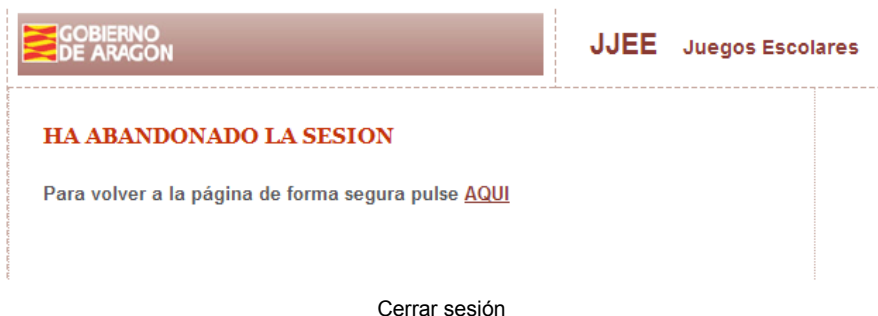 GOBIERNO
DE ARAGON
JJEE Juegos Escolares
HA ABANDONADO LA SESION
Para volver a la página de forma segura pulse AQUI
Cerrar sesión